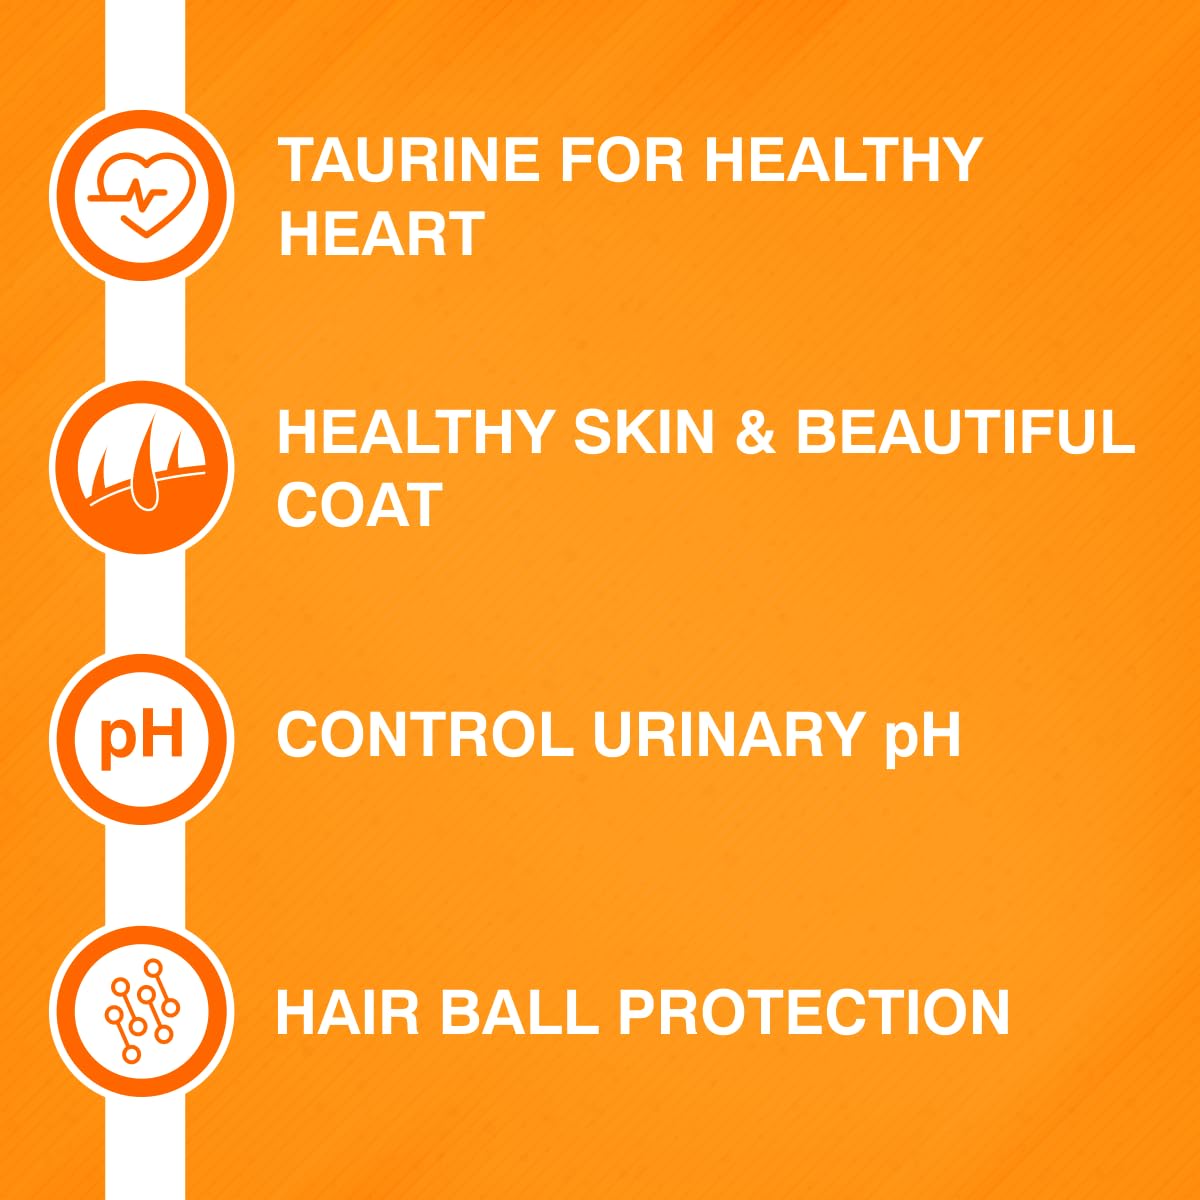 TAURINE FOR HEALTHY
HEART
HEALTHY SKIN & BEAUTIFUL
COAT
pH
CONTROL URINARY pH
HAIR BALL PROTECTION